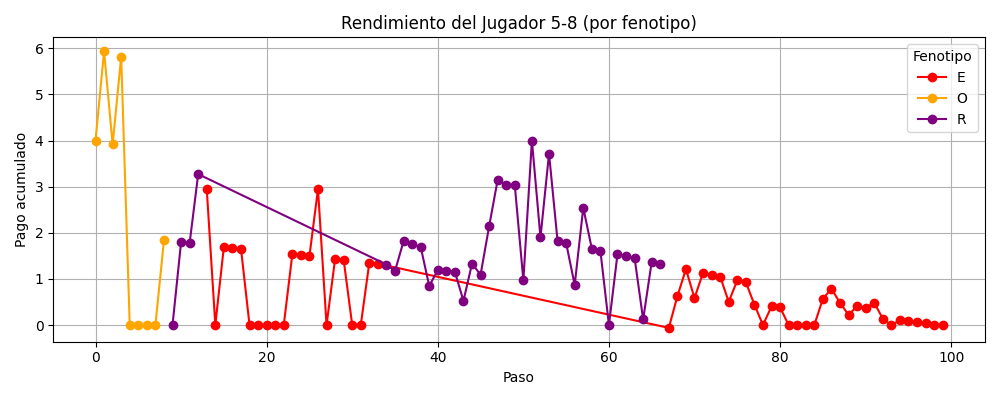 Rendimiento del Jugador 5-8 (por fenotipo)
Pago acumulado
6
5
4
3
2
1
0
0 20 40 60 80 100
Paso
Fenotipo
E
O
R